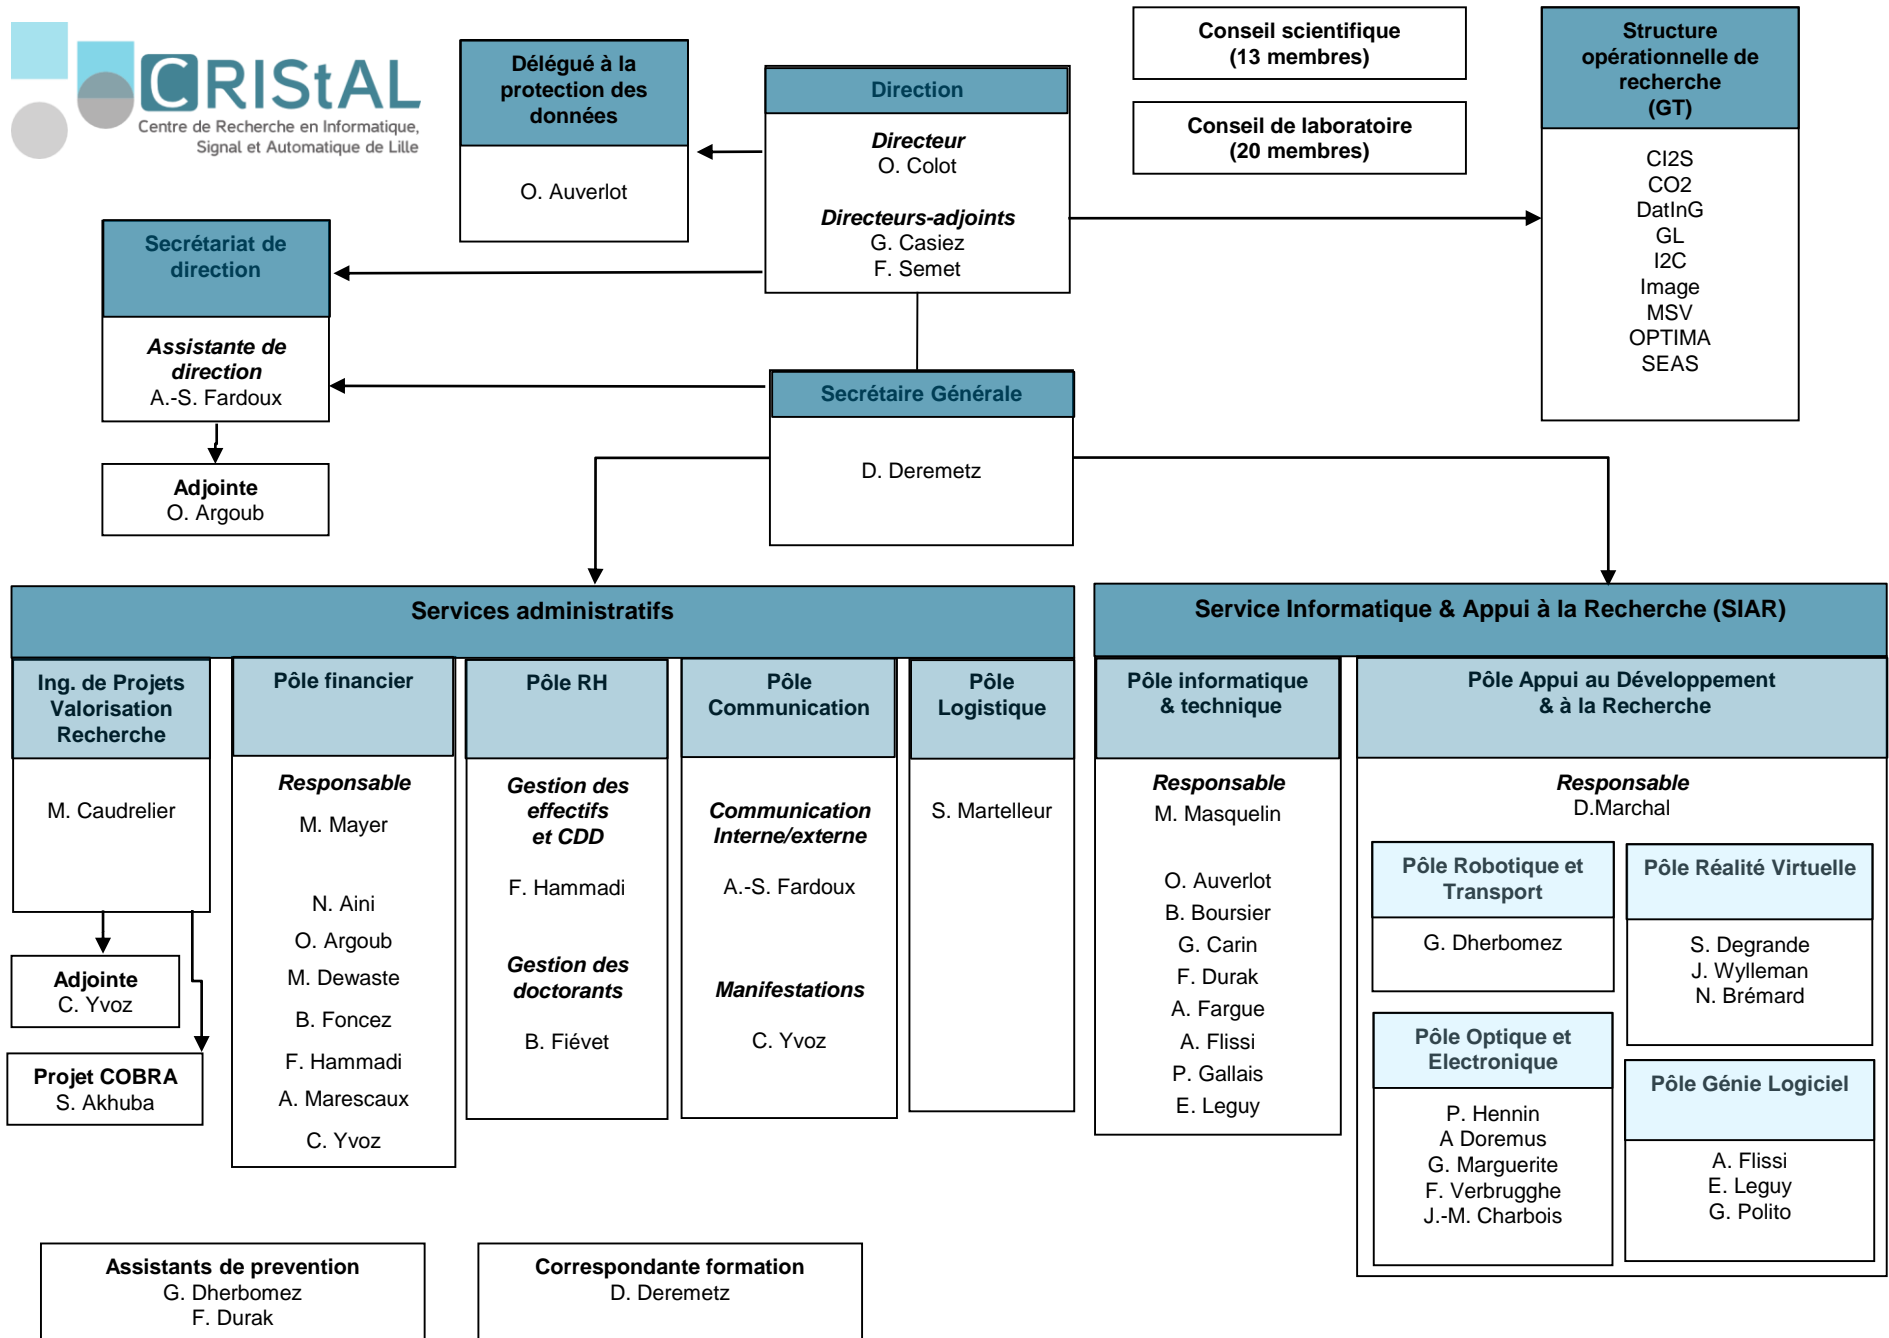 CRIStAL
Centre de Recherche en Informatique,
Signal et Automatique de Lille
Délégué à la
protection des
données
O. Auverlot
Direction
Directeur
O. Colot
Directeurs-adjoints
G. Casiez
F. Semet
Conseil scientifique
(13 membres)
Conseil de laboratoire
(20 membres)
Structure
opérationnelle de
recherche
(GT)
CI2S
CO2
DatInG
GL
I2C
Image
MSV
OPTIMA
SEAS
Secrétariat de
direction
Assistante de
direction
A.-S. Fardoux
Adjointe
O. Argoub
Secrétaire Générale
D. Deremetz
Services administratifs
Ing. de Projets
Valorisation
Recherche
M. Caudrelier
Adjointe
C. Yvoz
Projet COBRA
S. Akhuba
Pôle financier
Responsable
M. Mayer
N. Aini
O. Argoub
M. Dewaste
B. Foncez
F. Hammadi
A. Marescaux
C. Yvoz
Pôle RH
Gestion des
effectifs
et CDD
F. Hammadi
Gestion des
doctorants
B. Fiévet
Pôle
Communication
Communication
Interne/externe
A.-S. Fardoux
Manifestations
C. Yvoz
Pôle
Logistique
S. Martelleur
Service Informatique & Appui à la Recherche (SIAR)
Pôle informatique
& technique
Responsable
M. Masquelin
O. Auverlot
B. Boursier
G. Carin
F. Durak
A. Fargue
A. Flissi
P. Gallais
E. Leguy
Pôle Appui au Développement
& à la Recherche
Responsable
D.Marchal
Pôle Robotique et
Transport
G. Dherbomez
Pôle Réalité Virtuelle
S. Degrande
J. Wylleman
N. Brémard
Pôle Optique et
Electronique
P. Hennin
A Doremus
G. Marguerite
F. Verbrugghe
J.-M. Charbois
Pôle Génie Logiciel
A. Flissi
E. Leguy
G. Polito
Assistants de prevention
G. Dherbomez
F. Durak
Correspondante formation
D. Deremetz